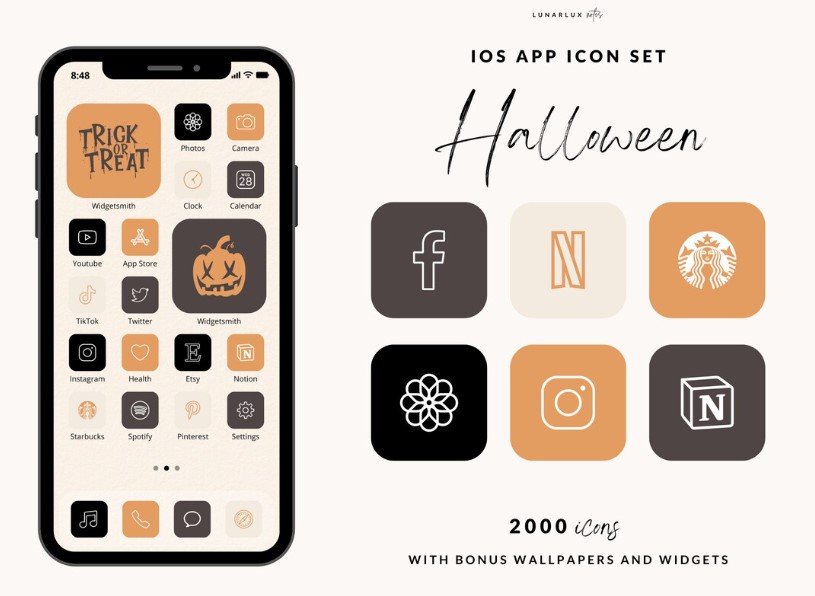 LUNARLUX notes
IOS APP ICON SET
Halloween
8:48
TRICK
OR
TREAT
Widgetsmith
Photos
Camera
WED
28
Clock
Calendar
Youtube
App Store
TikTok
Twitter
Widgetsmith
Instagram
Health
E
Etsy
N
Notion
Starbucks
Spotify
Pinterest
Settings
f
N
N
2000 icons
WITH BONUS WALLPAPERS AND WIDGETS